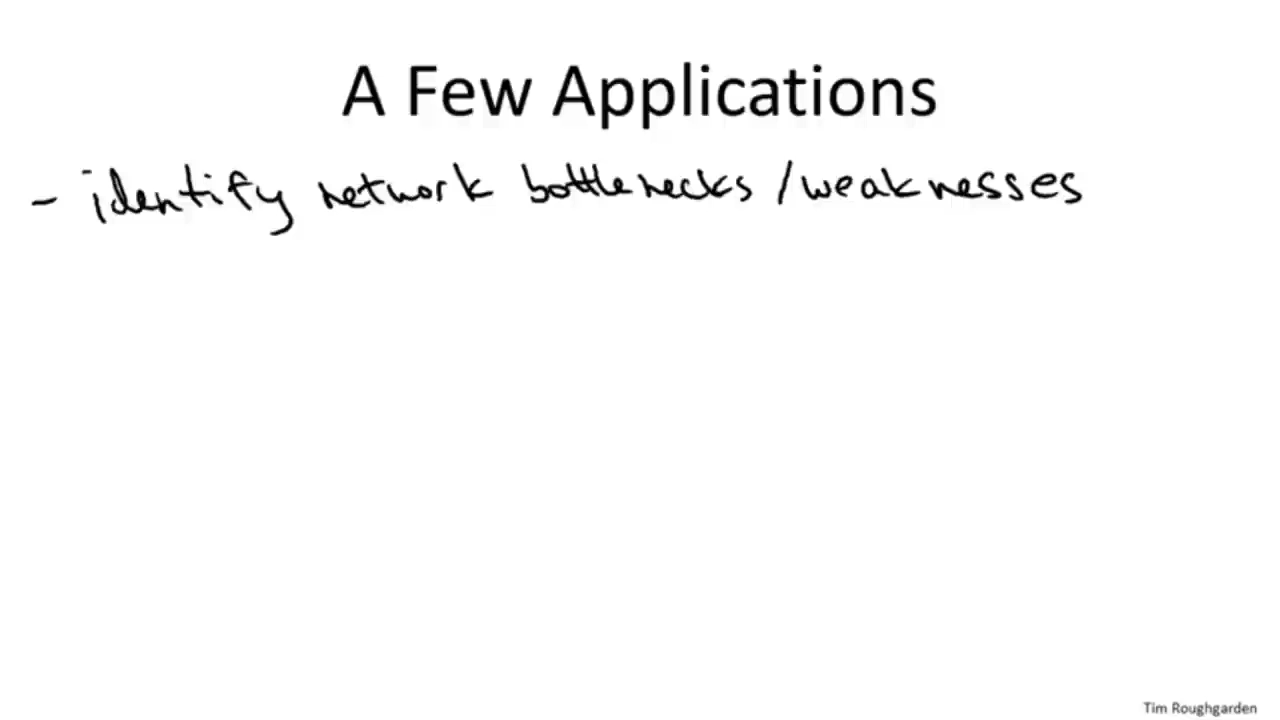 A Few Applications
- identify network bottlenecks / weaknesses
Tim Roughgarden